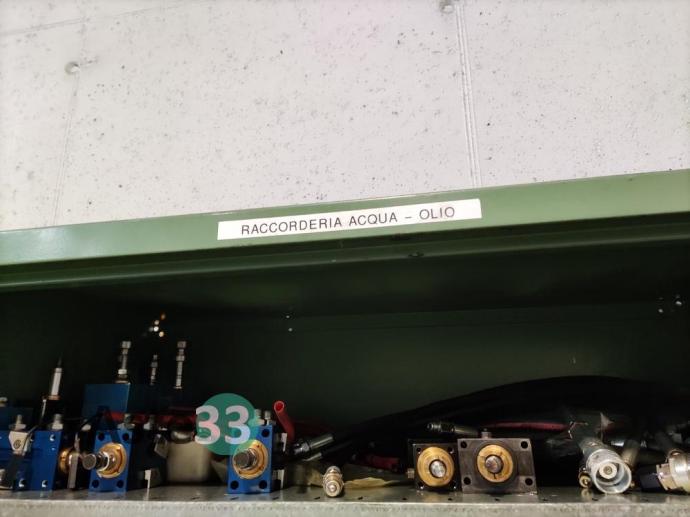 RACCORDERIA ACQUA - OLIO
33